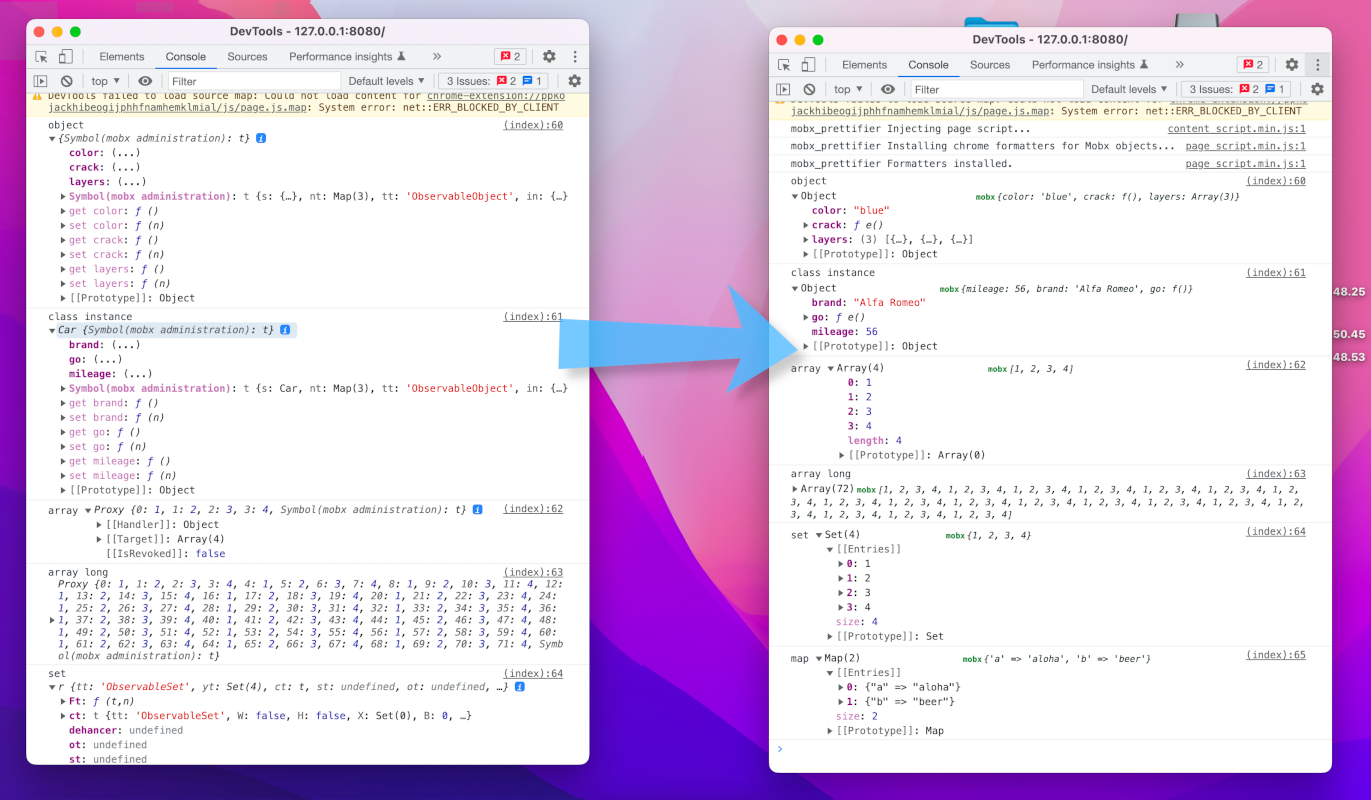 DevTools - 127.0.0.1:8080/
Elements Console Sources Performance insights » 2
top ▼ Filter Default levels ▼ 3 Issues: 2 1
DevTools failed to load source map: Could not load content for chrome-extension://ppko
jackhibeogijphhfnamhemklmial/js/page.js.map: System error: net::ERR_BLOCKED_BY_CLIENT
object (index):60
▼{Symbol(mobx administration): t} i
color: (...)
crack: (...)
layers: (...)
▶Symbol(mobx administration): t {s: {…}, nt: Map(3), tt: 'ObservableObject', in: {…}
▶get color: ƒ ()
▶set color: ƒ (n)
▶get crack: ƒ ()
▶set crack: ƒ (n)
▶get layers: ƒ ()
▶set layers: ƒ (n)
▶[[Prototype]]: Object
class instance (index):61
▼Car {Symbol(mobx administration): t} i
brand: (...)
go: (...)
mileage: (...)
▶Symbol(mobx administration): t {s: Car, nt: Map(3), tt: 'ObservableObject', in: {…}
▶get brand: ƒ ()
▶set brand: ƒ (n)
▶get go: ƒ ()
▶set go: ƒ (n)
▶get mileage: ƒ ()
▶set mileage: ƒ (n)
▶[[Prototype]]: Object
array ▼Proxy {0: 1, 1: 2, 2: 3, 3: 4, Symbol(mobx administration): t} i (index):62
▶[[Handler]]: Object
▶[[Target]]: Array(4)
[[IsRevoked]]: false
array long (index):63
Proxy {0: 1, 1: 2, 2: 3, 3: 4, 4: 1, 5: 2, 6: 3, 7: 4, 8: 1, 9: 2, 10: 3, 11: 4, 12:
1, 13: 2, 14: 3, 15: 4, 16: 1, 17: 2, 18: 3, 19: 4, 20: 1, 21: 2, 22: 3, 23: 4, 24:
1, 25: 2, 26: 3, 27: 4, 28: 1, 29: 2, 30: 3, 31: 4, 32: 1, 33: 2, 34: 3, 35: 4, 36:
▶1, 37: 2, 38: 3, 39: 4, 40: 1, 41: 2, 42: 3, 43: 4, 44: 1, 45: 2, 46: 3, 47: 4, 48:
1, 49: 2, 50: 3, 51: 4, 52: 1, 53: 2, 54: 3, 55: 4, 56: 1, 57: 2, 58: 3, 59: 4, 60:
1, 61: 2, 62: 3, 63: 4, 64: 1, 65: 2, 66: 3, 67: 4, 68: 1, 69: 2, 70: 3, 71: 4, Symb
ol(mobx administration): t}
set (index):64
▼r {tt: 'ObservableSet', yt: Set(4), ct: t, st: undefined, ot: undefined, …} i
▶Ft: ƒ (t,n)
▶ct: t {tt: 'ObservableSet', W: false, H: false, X: Set(0), B: 0, …}
dehancer: undefined
ot: undefined
st: undefined
DevTools - 127.0.0.1:8080/
Elements Console Sources Performance insights » 2
top ▼ Filter Default levels ▼ 3 Issues: 2 1
DevTools failed to load source map: Could not load content for chrome-extension://ppko
jackhibeogijphhfnamhemklmial/js/page.js.map: System error: net::ERR_BLOCKED_BY_CLIENT
mobx_prettifier Injecting page script... content_script.min.js:1
mobx_prettifier Installing chrome formatters for Mobx objects... page_script.min.js:1
mobx_prettifier Formatters installed. page_script.min.js:1
object (index):60
▼Object mobx{color: 'blue', crack: f(), layers: Array(3)}
color: "blue"
▶crack: ƒ e()
▶layers: (3) [{…}, {…}, {…}]
▶[[Prototype]]: Object
class instance (index):61
▼Object mobx{mileage: 56, brand: 'Alfa Romeo', go: f()}
brand: "Alfa Romeo"
▶go: ƒ e()
mileage: 56
▶[[Prototype]]: Object
array ▼Array(4) mobx[1, 2, 3, 4] (index):62
0: 1
1: 2
2: 3
3: 4
length: 4
▶[[Prototype]]: Array(0)
array long (index):63
▶Array(72) mobx[1, 2, 3, 4, 1, 2, 3, 4, 1, 2, 3, 4, 1, 2, 3, 4, 1, 2, 3, 4, 1, 2, 3, 4, 1, 2,
3, 4, 1, 2, 3, 4, 1, 2, 3, 4, 1, 2, 3, 4, 1, 2, 3, 4, 1, 2, 3, 4, 1, 2, 3, 4, 1, 2, 3, 4, 1, 2,
3, 4, 1, 2, 3, 4, 1, 2, 3, 4, 1, 2, 3, 4]
set ▼Set(4) mobx{1, 2, 3, 4} (index):64
▼[[Entries]]
▶0: 1
▶1: 2
▶2: 3
▶3: 4
size: 4
▶[[Prototype]]: Set
map ▼Map(2) mobx{'a' => 'aloha', 'b' => 'beer'} (index):65
▼[[Entries]]
▶0: {"a" => "aloha"}
▶1: {"b" => "beer"}
size: 2
▶[[Prototype]]: Map
>
48.25
50.45
48.53